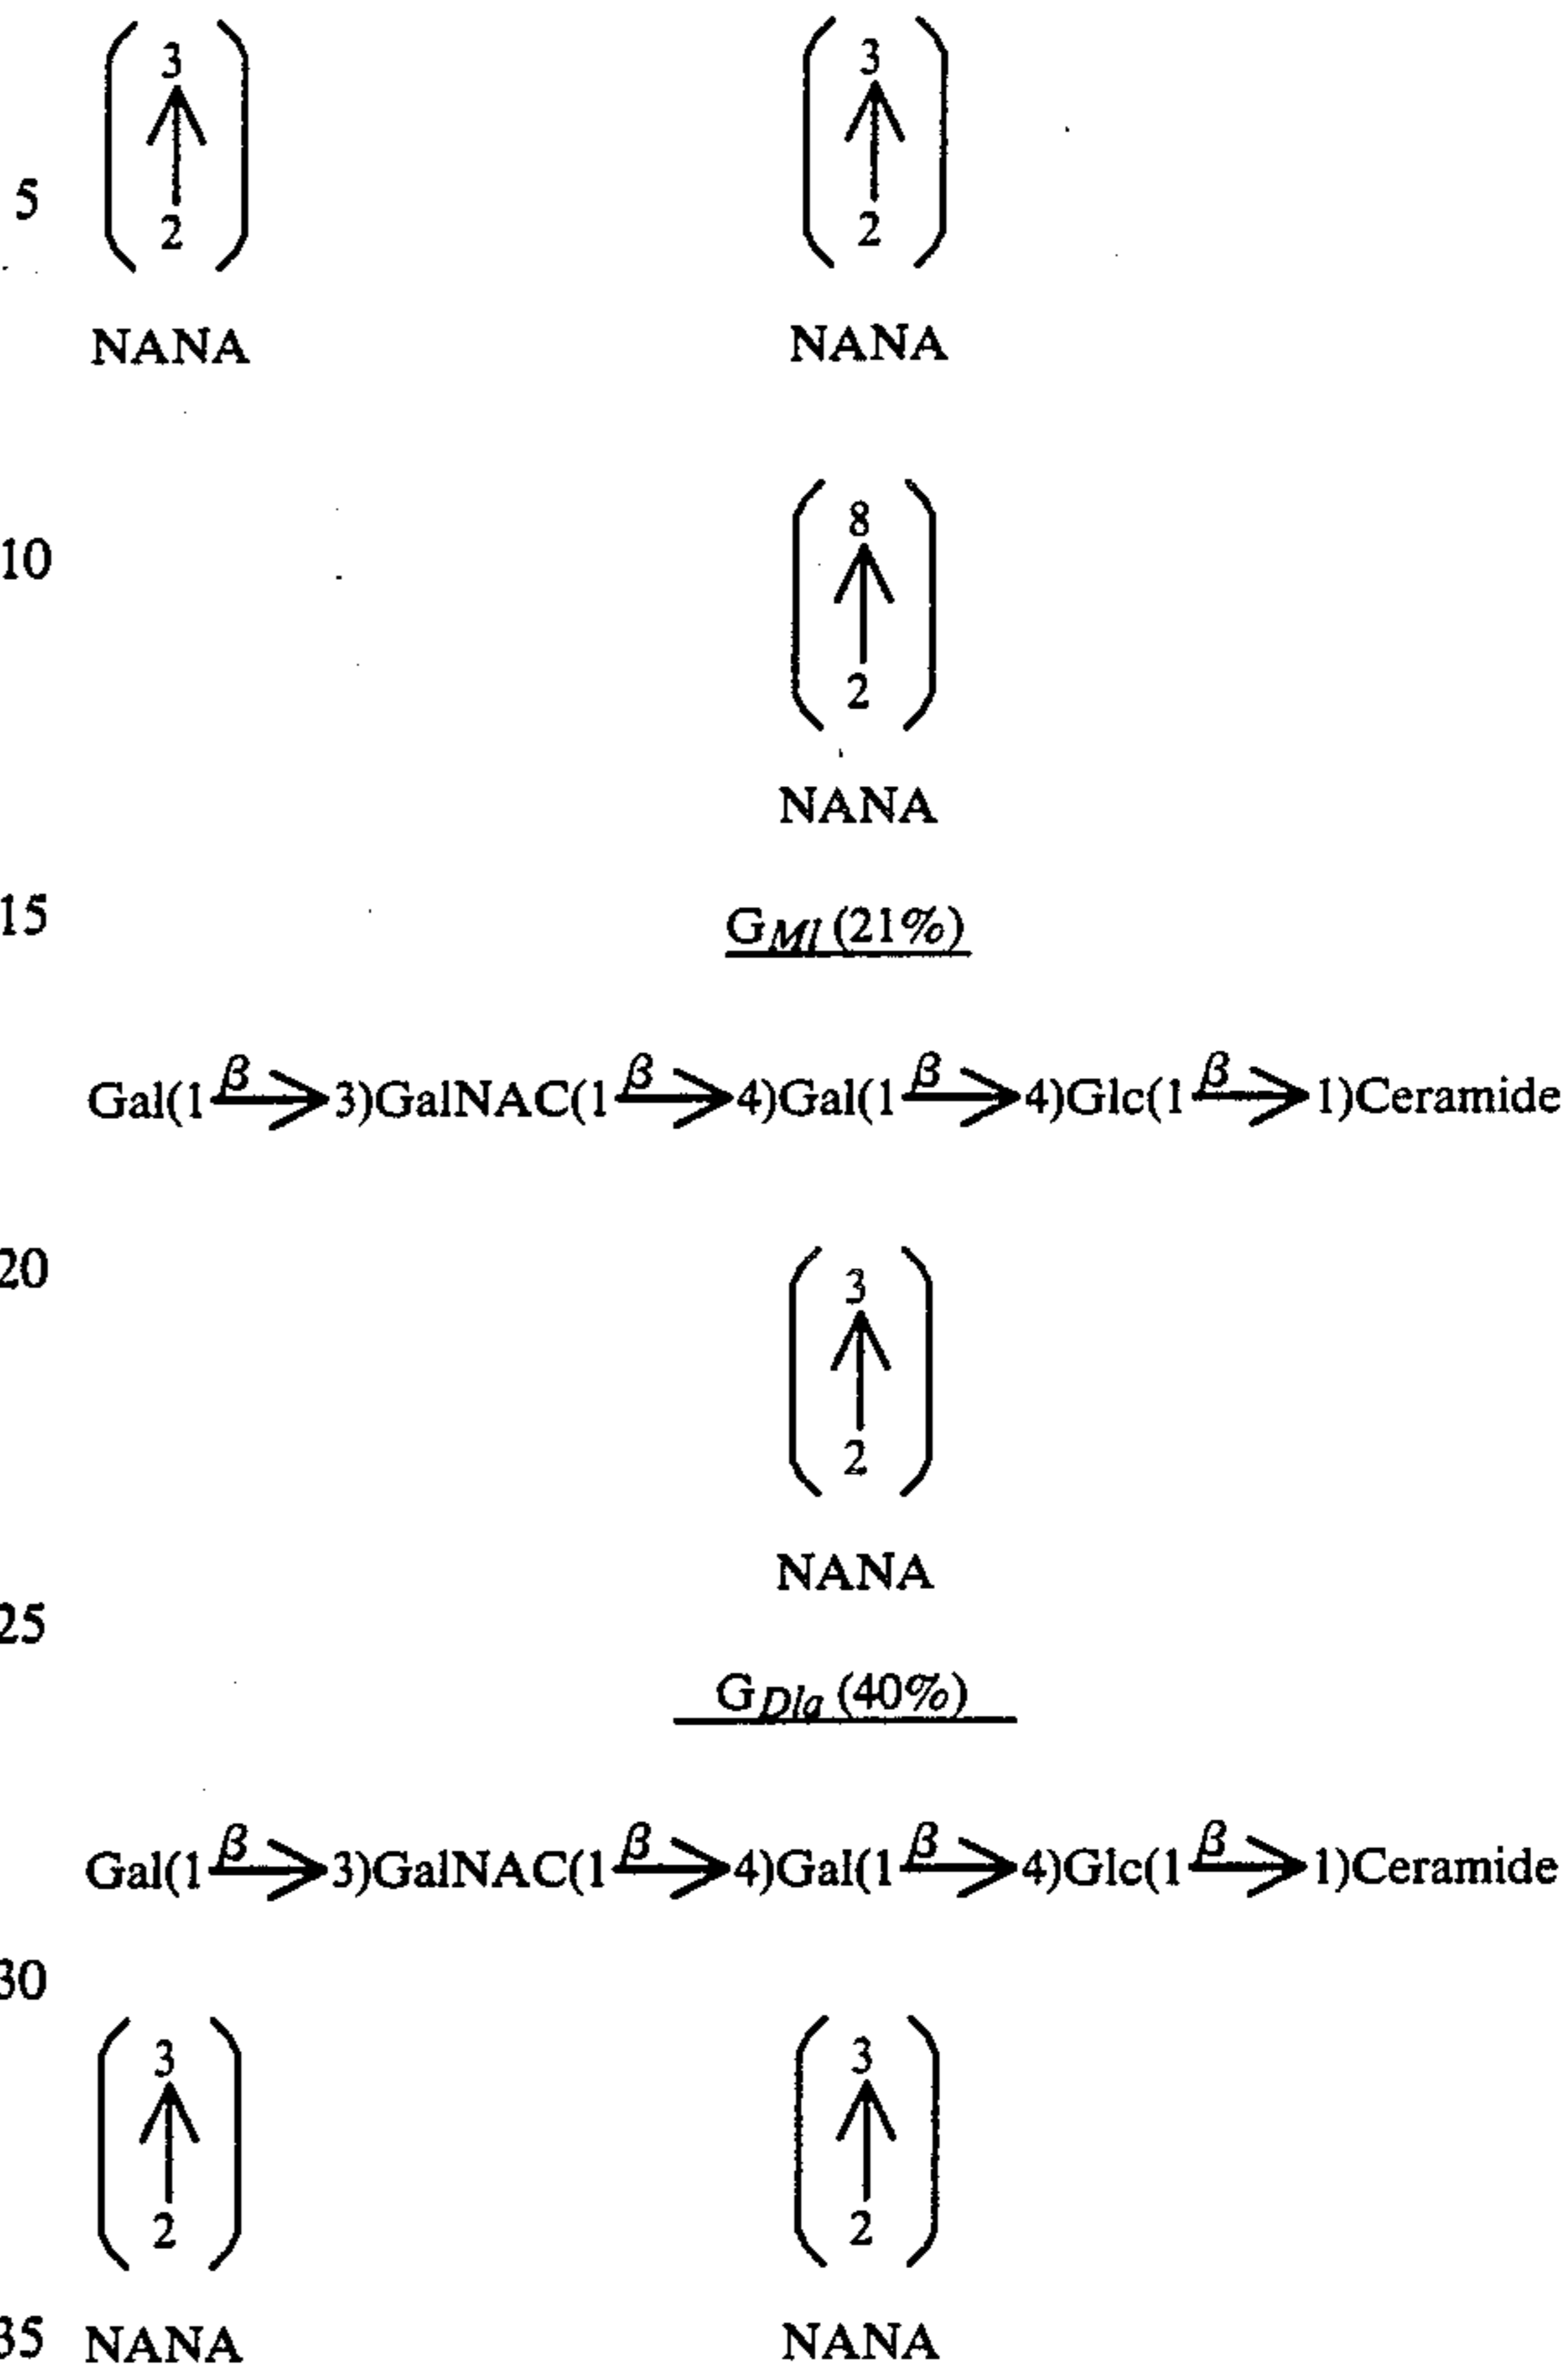 3 3
5
2 2
NANA NANA
8
10
2
NANA
15 GMl (21%)
Gal(1 β→ 3)GalNAC(1 β→ 4)Gal(1 β→ 4)Glc(1 β→ 1)Ceramide
20 3
2
NANA
25
GDla (40%)
Gal(1 β→ 3)GalNAC(1 β→ 4)Gal(1 β→ 4)Glc(1 β→ 1)Ceramide
30
3 3
2 2
35 NANA NANA